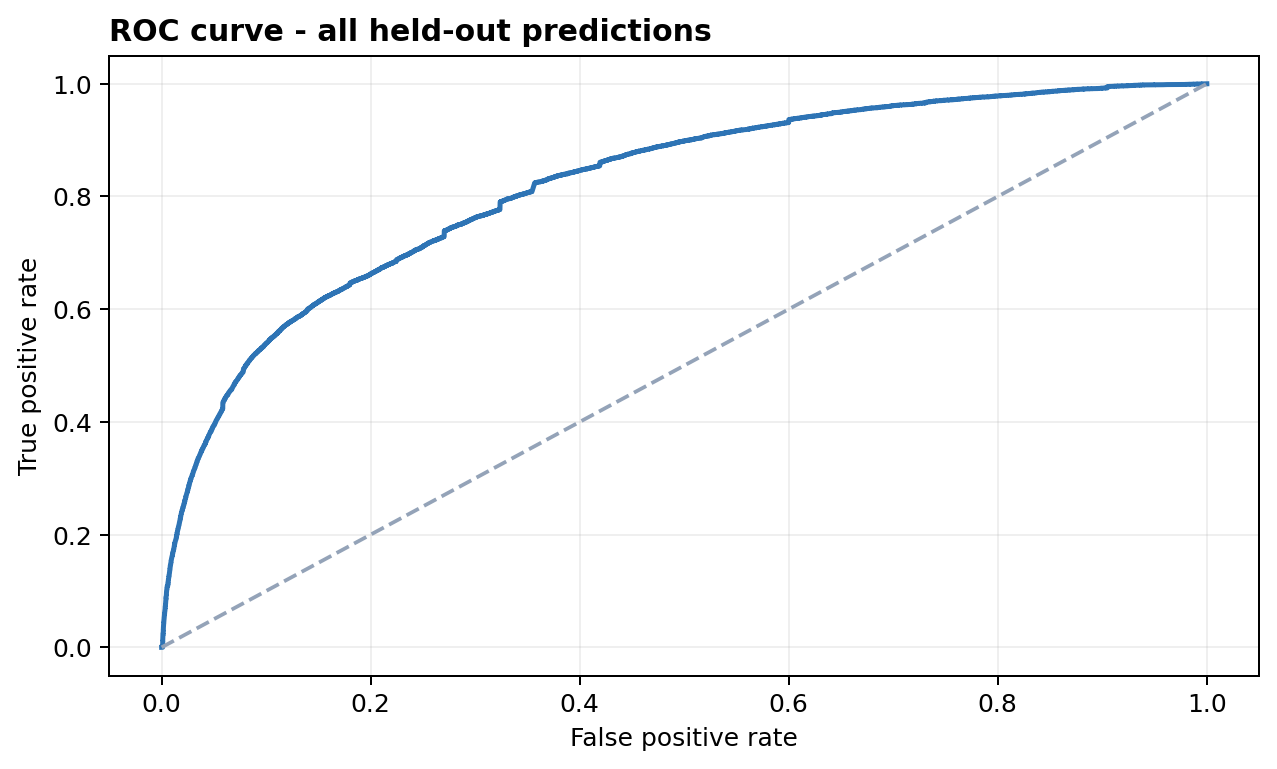 ROC curve - all held-out predictions
True positive rate
1.0
0.8
0.6
0.4
0.2
0.0
0.0 0.2 0.4 0.6 0.8 1.0
False positive rate